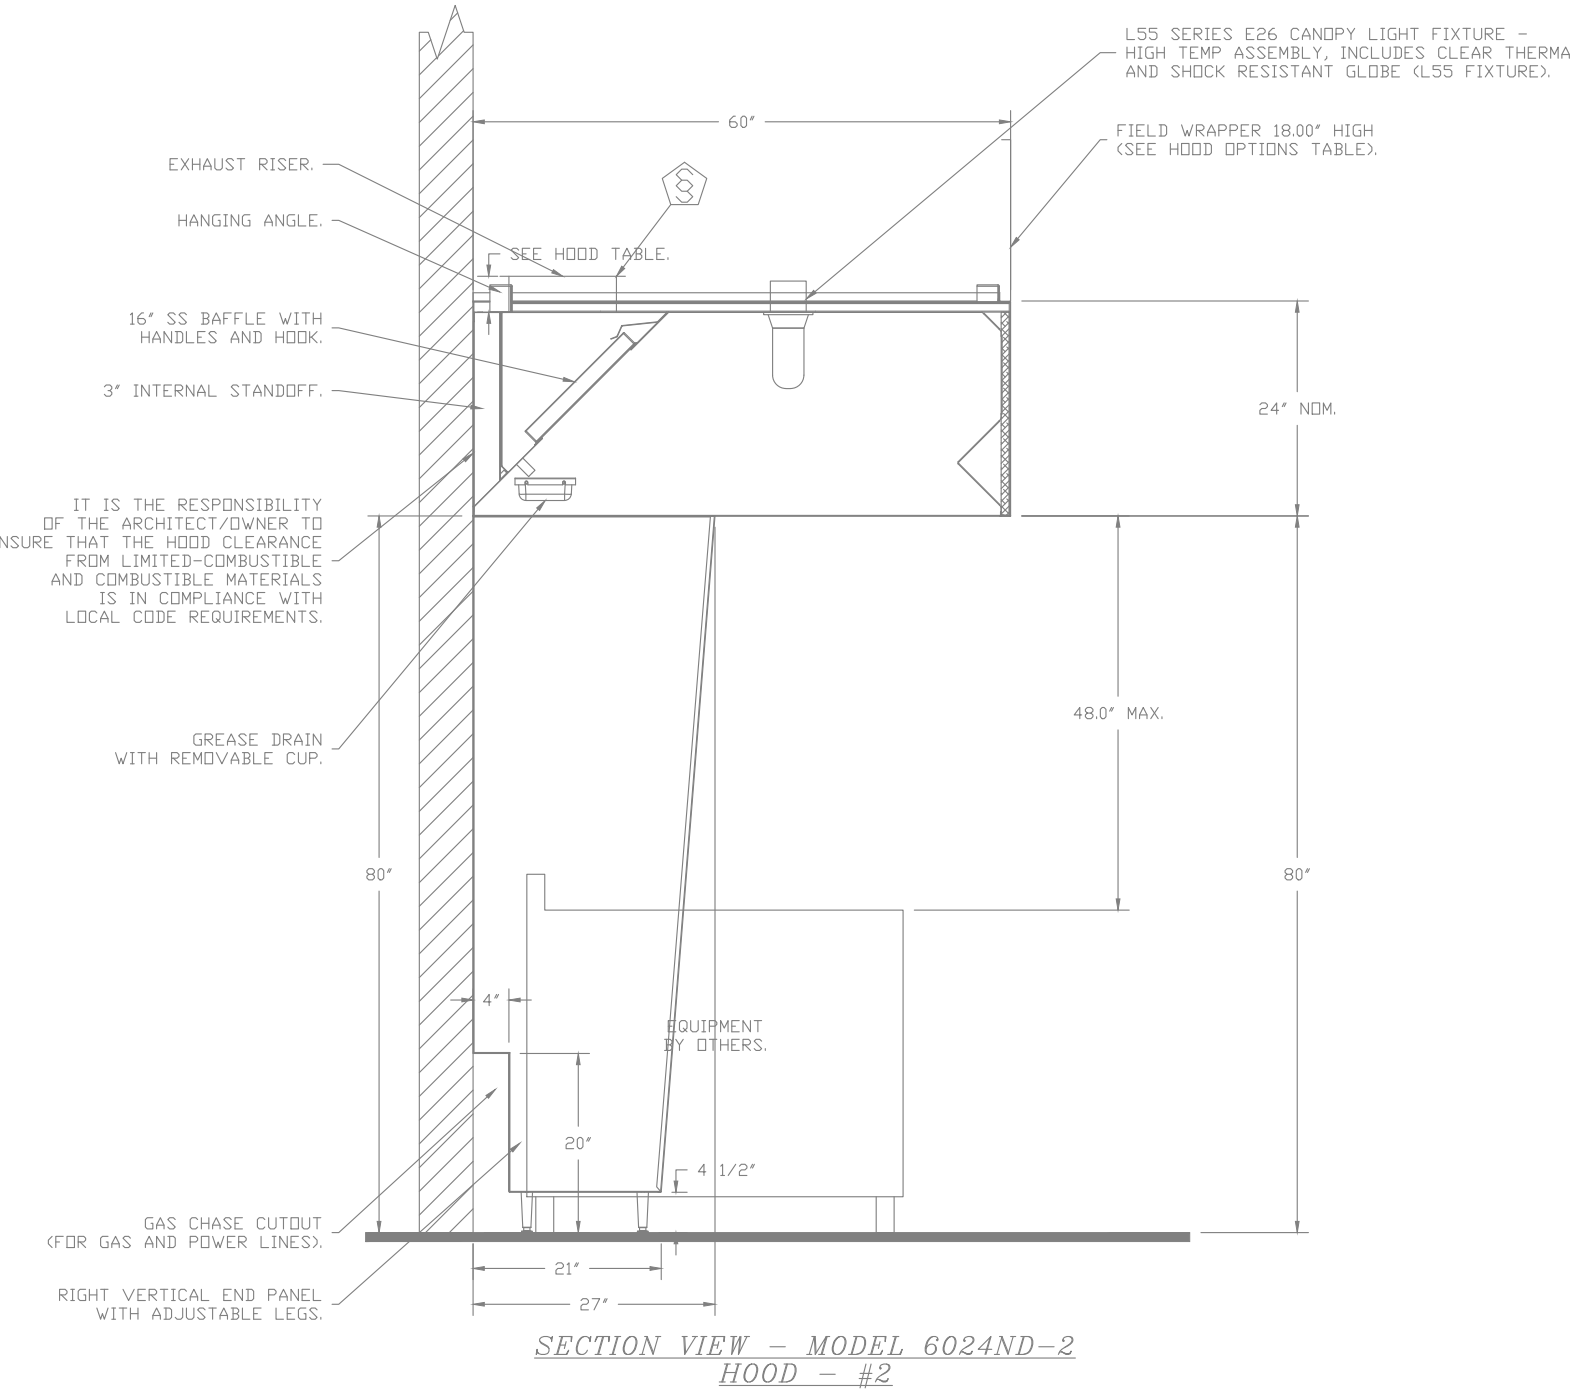 L55 SERIES E26 CANOPY LIGHT FIXTURE -
HIGH TEMP ASSEMBLY, INCLUDES CLEAR THERMA
AND SHOCK RESISTANT GLOBE (L55 FIXTURE).
60"
FIELD WRAPPER 18.00" HIGH
(SEE HOOD OPTIONS TABLE).
EXHAUST RISER.
HANGING ANGLE.
SEE HOOD TABLE.
16" SS BAFFLE WITH
HANDLES AND HOOK.
3" INTERNAL STANDOFF.
24" NOM.
IT IS THE RESPONSIBILITY
OF THE ARCHITECT/OWNER TO
NSURE THAT THE HOOD CLEARANCE
FROM LIMITED-COMBUSTIBLE
AND COMBUSTIBLE MATERIALS
IS IN COMPLIANCE WITH
LOCAL CODE REQUIREMENTS.
48.0" MAX.
GREASE DRAIN
WITH REMOVABLE CUP.
80"
80"
4"
EQUIPMENT
BY OTHERS.
20"
4 1/2"
GAS CHASE CUTOUT
(FOR GAS AND POWER LINES).
21"
RIGHT VERTICAL END PANEL
WITH ADJUSTABLE LEGS.
27"
SECTION VIEW - MODEL 6024ND-2
HOOD - #2